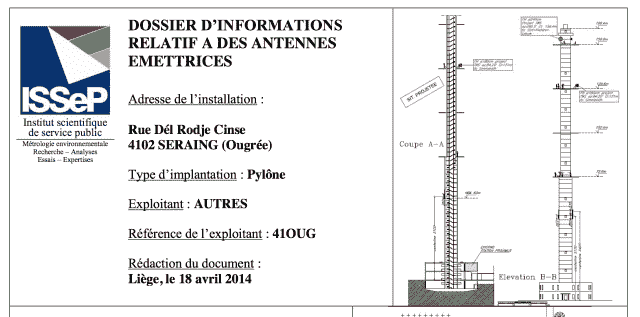 DOSSIER D'INFORMATIONS
RELATIF A DES ANTENNES
EMETTRICES
ISSeP
Institut scientifique
de service public
Métrologie environnementale
Recherche – Analyses
Essais – Expertises
Adresse de l'installation :
Rue Dél Rodje Cinse
4102 SERAING (Ougrée)
Type d'implantation : Pylône
Exploitant : AUTRES
Référence de l'exploitant : 41OUG
Rédaction du document :
Liège, le 18 avril 2014
SIT. PROJETEE
Coupe A-A
Elevation B-B